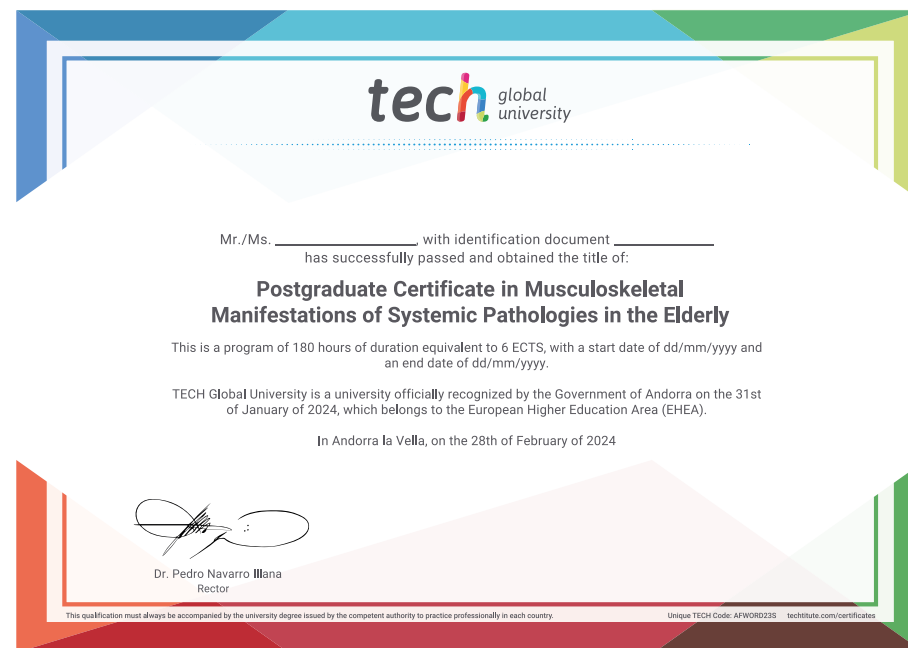 tech global university
Mr./Ms. ____________, with identification document ____________
has successfully passed and obtained the title of:
Postgraduate Certificate in Musculoskeletal
Manifestations of Systemic Pathologies in the Elderly
This is a program of 180 hours of duration equivalent to 6 ECTS, with a start date of dd/mm/yyyy and
an end date of dd/mm/yyyy.
TECH Global University is a university officially recognized by the Government of Andorra on the 31st
of January of 2024, which belongs to the European Higher Education Area (EHEA).
In Andorra la Vella, on the 28th of February of 2024
Dr. Pedro Navarro Illana
Rector
This qualification must always be accompanied by the university degree issued by the competent authority to practice professionally in each country.
Unique TECH Code: AFWORD23S techtitute.com/certificates